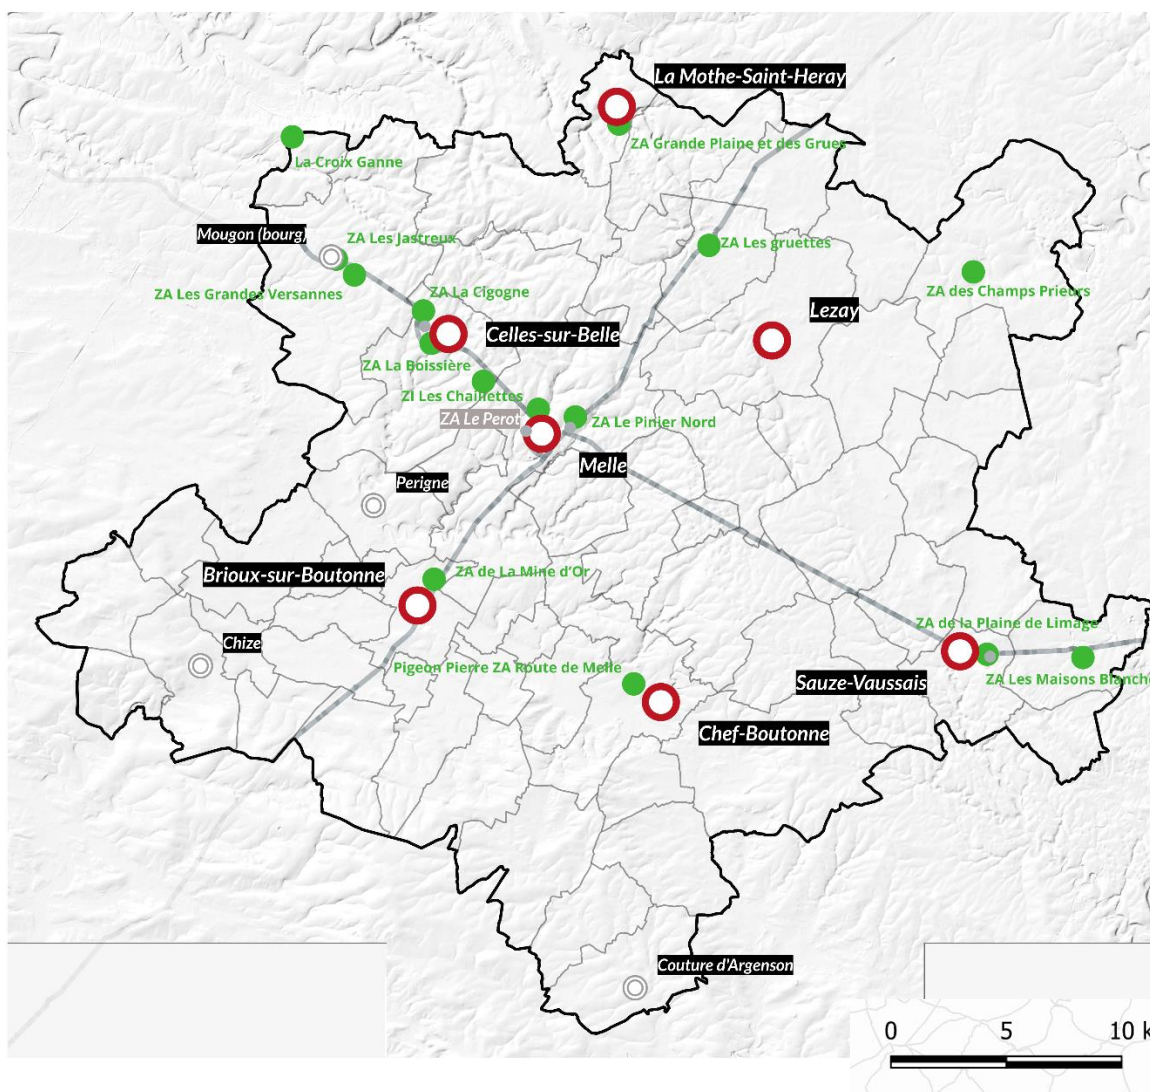 La Mothe-Saint-Heray
ZA Grande Plaine et des Grues
La Croix Ganne
Mougon (bourg)
ZA Les Jastreux
ZA Les gruettes
ZA Les Grandes Versannes
ZA des Champs Prieurs
ZA La Cigogne
Lezay
Celles-sur-Belle
ZA La Boissière
ZI Les Chaillettes
ZA Le Perot
ZA Le Pinier Nord
Melle
Perigne
Brioux-sur-Boutonne
ZA de La Mine d'Or
Chize
ZA de la Plaine de Limage
Pigeon Pierre ZA Route de Melle
Sauze-Vaussais
ZA Les Maisons Blanche
Chef-Boutonne
Couture d'Argenson
0 5 10 k